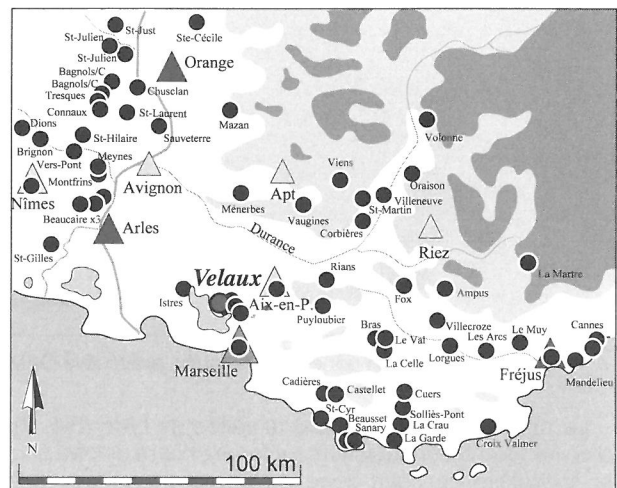 St-Just
Ste-Cécile
St-Julien
St-Julien
Orange
Bagnols/C
Bagnols/C
Chusclan
Tresques
Connaux
St-Laurent
Mazan
Dions
Sauveterre
St-Hilaire
Volonne
Brignon
Vers-Pont
Meynes
Viens
Oraison
Montfrins
Avignon
Apt
Villeneuve
St-Martin
Nîmes
Ménerbes
Vaugines
Corbières
Beaucaire x3
Arles
Durance
Riez
St-Gilles
La Martre
Rians
Velaux
Istres
Fox
Ampus
Aix-en-P.
Puyloubier
Villecroze
Bras
Le Val
Le Muy
Cannes
Les Arcs
Lorgues
La Celle
Marseille
Fréjus
Mandelieu
Cadières
Castellet
Cuers
St-Cyr
Solliès-Pont
Beausset
La Crau
Sanary
La Garde
Croix Valmer
N
100 km